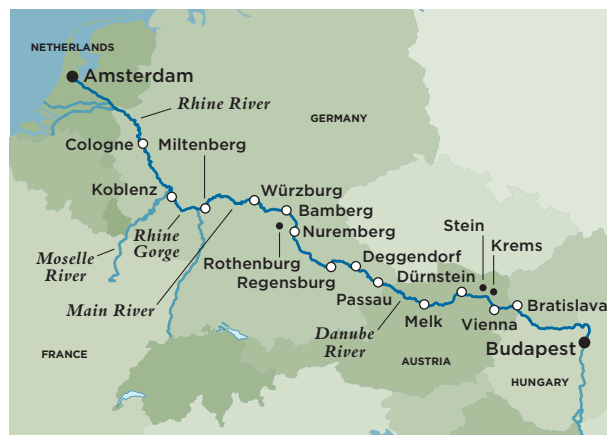 NETHERLANDS
Amsterdam
Rhine River
GERMANY
Cologne
Miltenberg
Koblenz
Würzburg
Bamberg
Nuremberg
Rhine
Gorge
Moselle
River
Rothenburg
Regensburg
Deggendorf
Stein
Krems
Dürnstein
Passau
Main River
Melk
Vienna
Bratislava
Danube
River
Budapest
FRANCE
AUSTRIA
HUNGARY